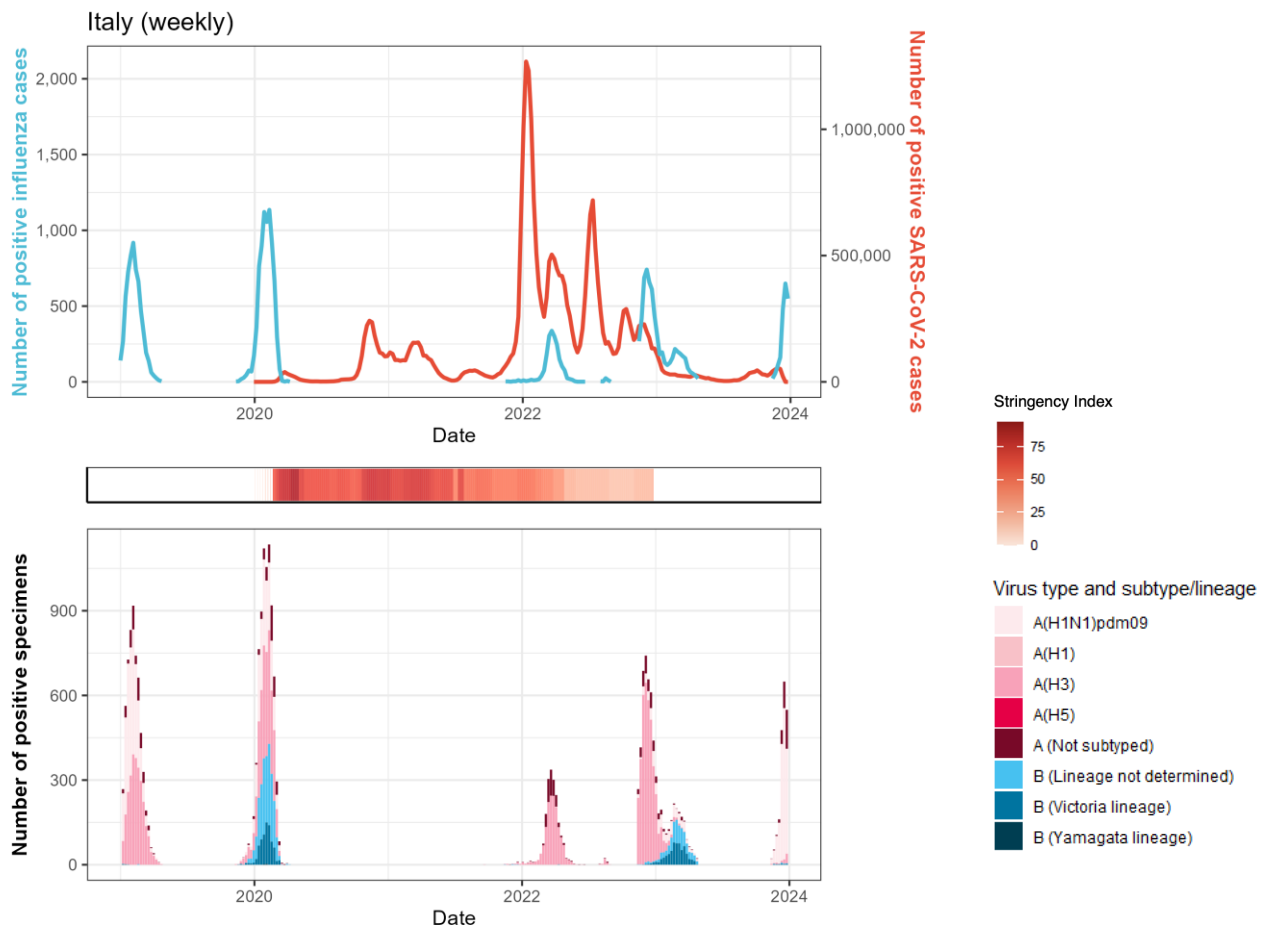 Italy (weekly)
Number of positive influenza cases
2,000
1,500
1,000
500
0
1,000,000
500,000
0
Number of positive SARS-CoV-2 cases
2020
2022
2024
Date
Number of positive specimens
900
600
300
0
2020
2022
2024
Date
Stringency Index
75
50
25
0
Virus type and subtype/lineage
A(H1N1)pdm09
A(H1)
A(H3)
A(H5)
A (Not subtyped)
B (Lineage not determined)
B (Victoria lineage)
B (Yamagata lineage)